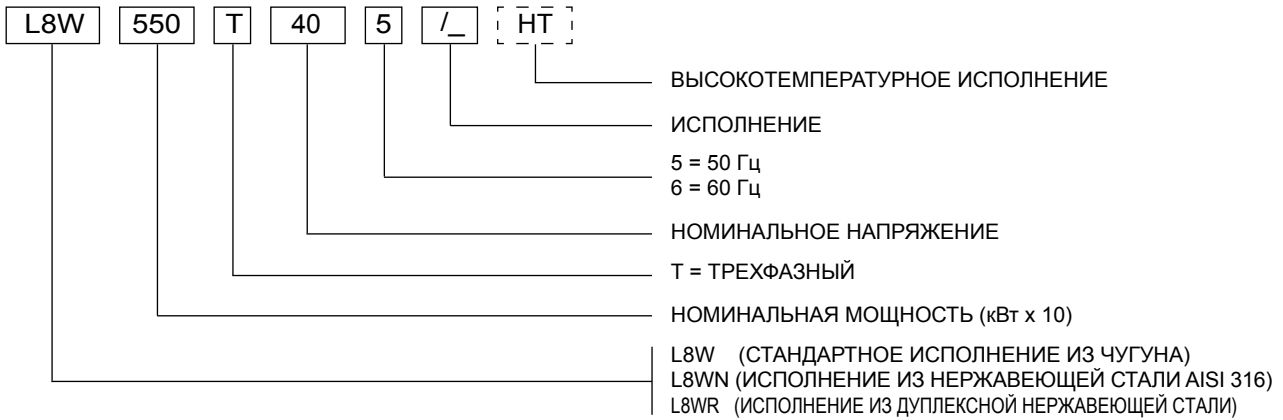 L8W 550 T 40 5 /_ HT
ВЫСОКОТЕМПЕРАТУРНОЕ ИСПОЛНЕНИЕ
ИСПОЛНЕНИЕ
5 = 50 Гц
6 = 60 Гц
НОМИНАЛЬНОЕ НАПРЯЖЕНИЕ
Т = ТРЕХФАЗНЫЙ
НОМИНАЛЬНАЯ МОЩНОСТЬ (кВт x 10)
L8W (СТАНДАРТНОЕ ИСПОЛНЕНИЕ ИЗ ЧУГУНА)
L8WN (ИСПОЛНЕНИЕ ИЗ НЕРЖАВЕЮЩЕЙ СТАЛИ AISI 316)
L8WR (ИСПОЛНЕНИЕ ИЗ ДУПЛЕКСНОЙ НЕРЖАВЕЮЩЕЙ СТАЛИ)